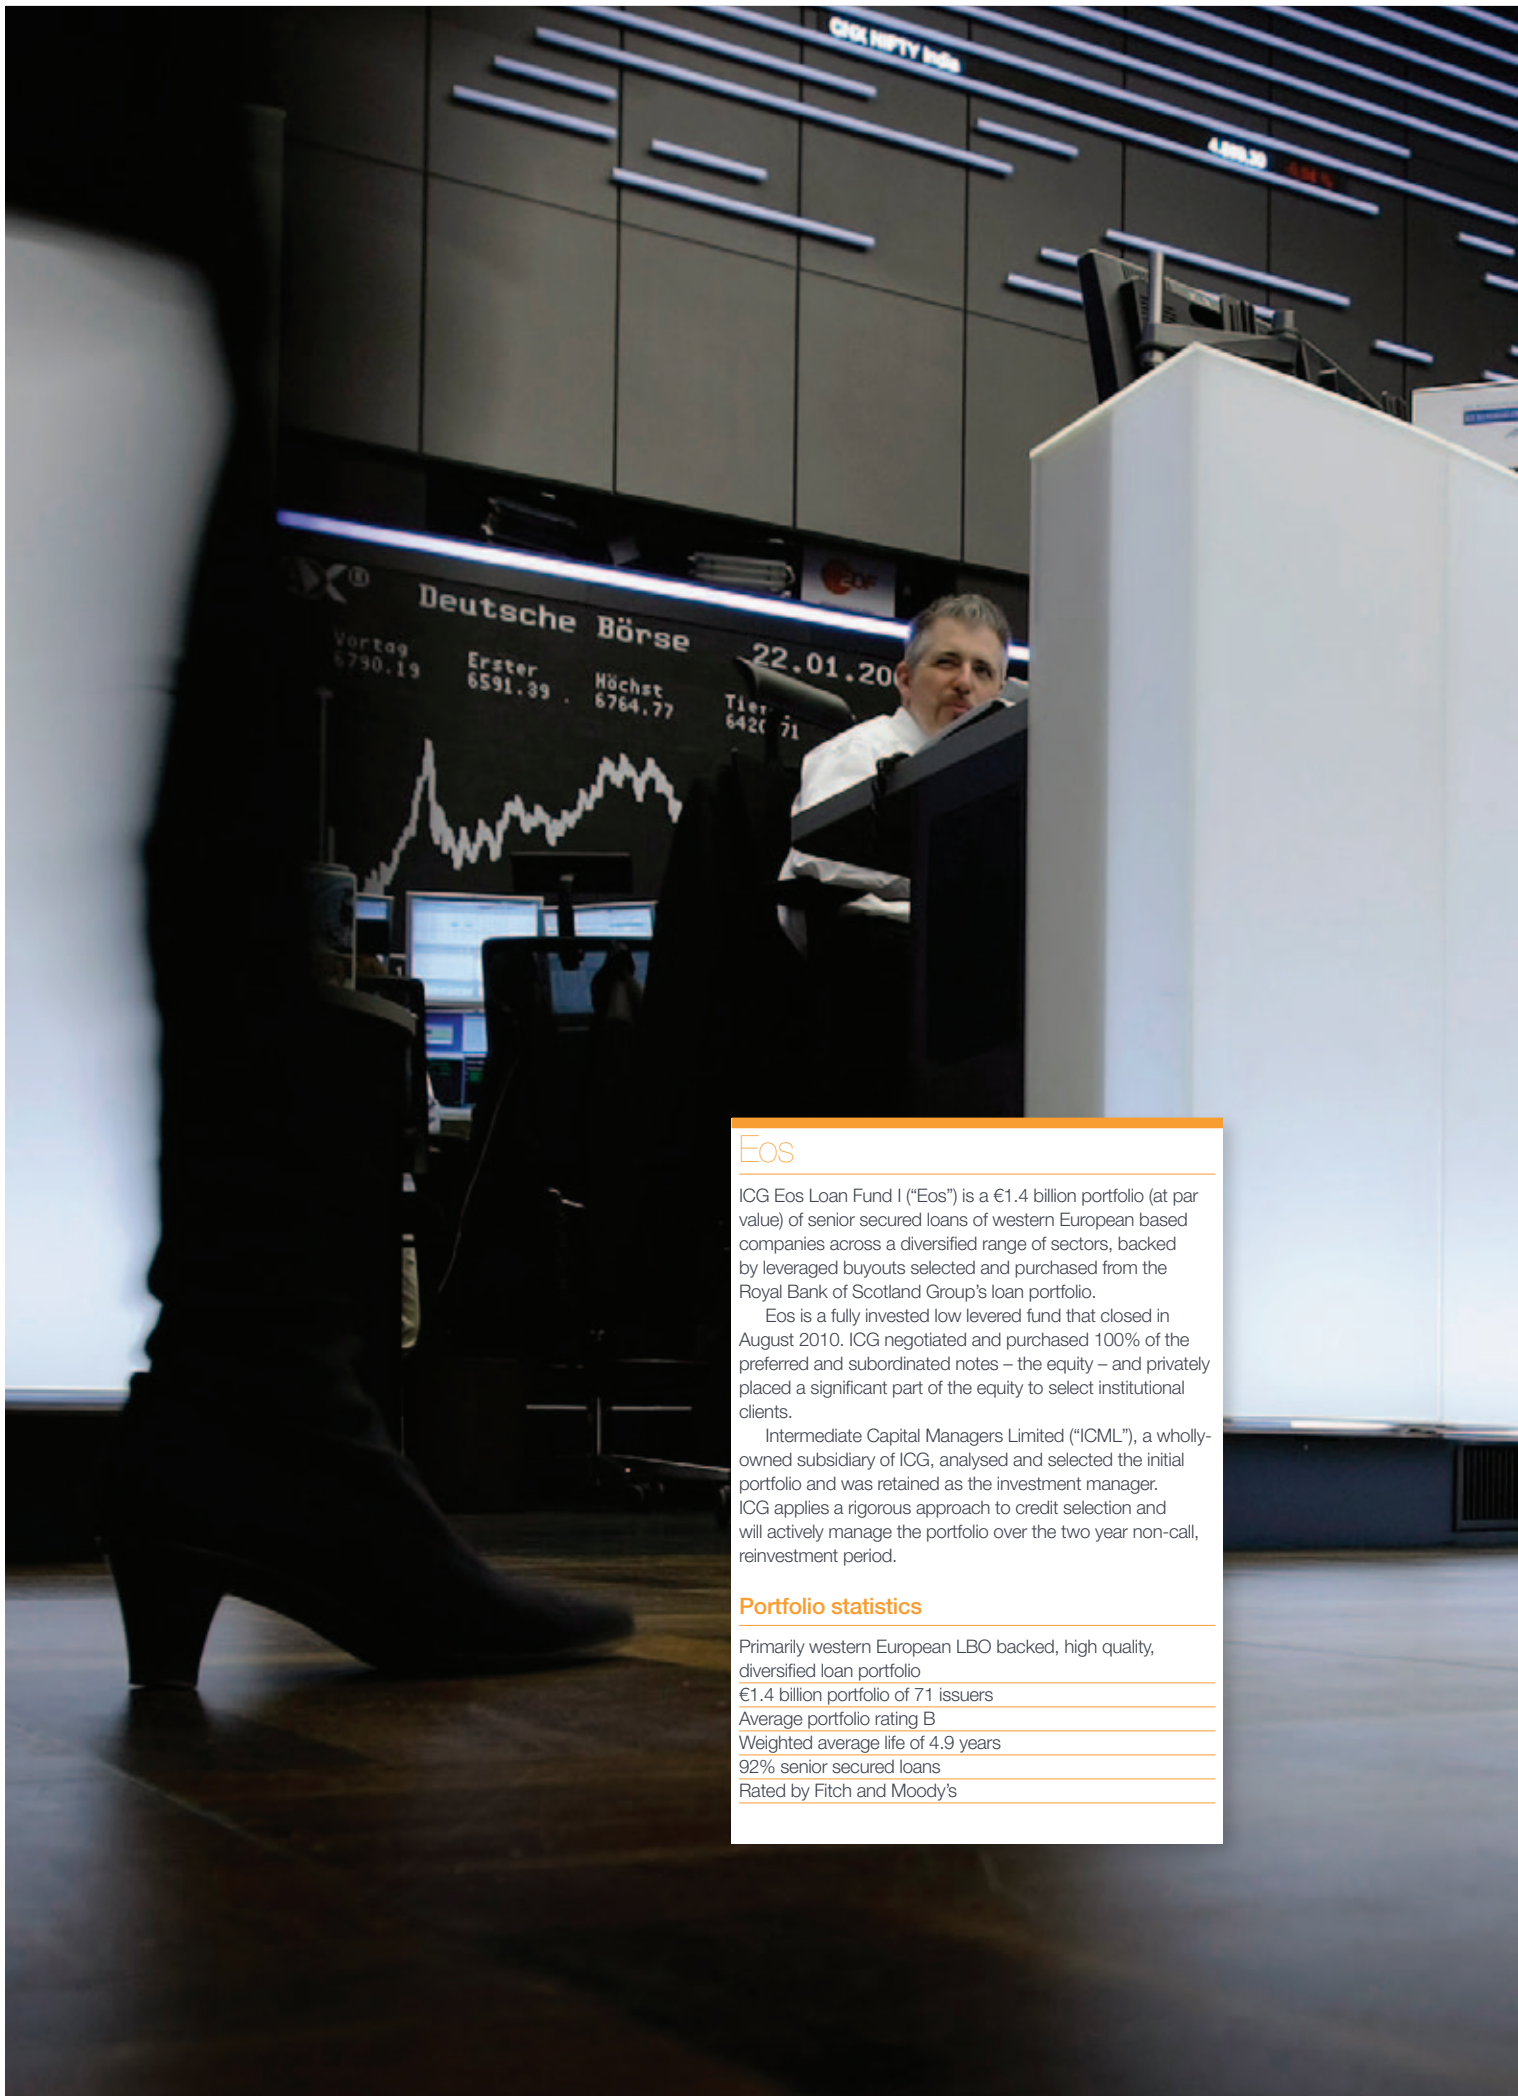 CNX NIFTY India
Deutsche Börse
22.01.20
Vortag
6790.19
Erster
6591.39
Höchst
6764.77
ZDF
Eos
ICG Eos Loan Fund I (“Eos”) is a €1.4 billion portfolio (at par
value) of senior secured loans of western European based
companies across a diversified range of sectors, backed
by leveraged buyouts selected and purchased from the
Royal Bank of Scotland Group’s loan portfolio.
Eos is a fully invested low levered fund that closed in
August 2010. ICG negotiated and purchased 100% of the
preferred and subordinated notes – the equity – and privately
placed a significant part of the equity to select institutional
clients.
Intermediate Capital Managers Limited (“ICML”), a wholly-
owned subsidiary of ICG, analysed and selected the initial
portfolio and was retained as the investment manager.
ICG applies a rigorous approach to credit selection and
will actively manage the portfolio over the two year non-call,
reinvestment period.
Portfolio statistics
Primarily western European LBO backed, high quality,
diversified loan portfolio
€1.4 billion portfolio of 71 issuers
Average portfolio rating B
Weighted average life of 4.9 years
92% senior secured loans
Rated by Fitch and Moody’s